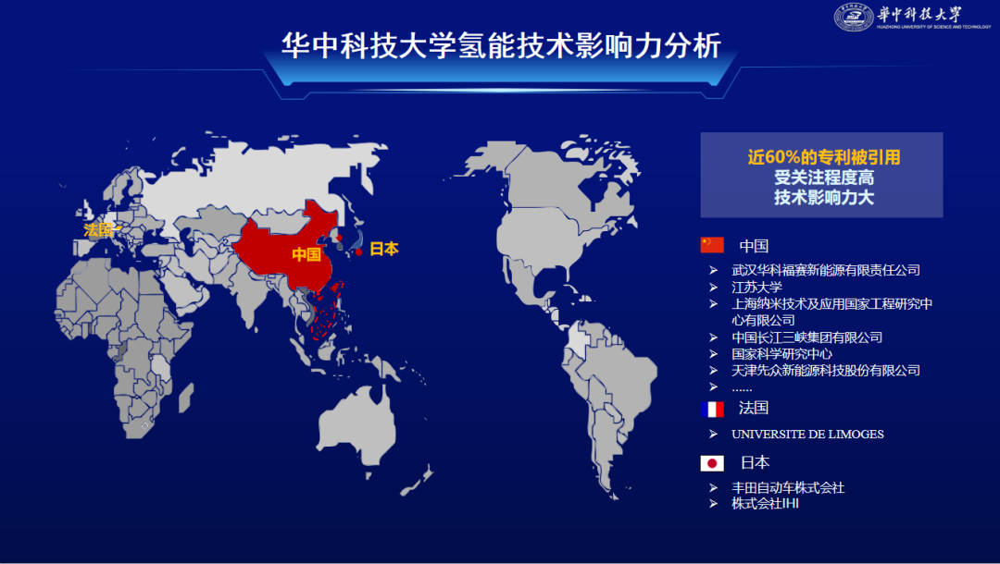 華中科技大学
HUAZHONG UNIVERSITY OF SCIENCE AND TECHNOLOGY
华中科技大学氢能技术影响力分析
近60%的专利被引用
受关注程度高
技术影响力大
法国
中国
日本
中国
➢ 武汉华科福赛新能源有限责任公司
➢ 江苏大学
➢ 上海纳米技术及应用国家工程研究中
心有限公司
➢ 中国长江三峡集团有限公司
➢ 国家科学研究中心
➢ 天津先众新能源科技股份有限公司
➢ ......
法国
➢ UNIVERSITE DE LIMOGES
日本
➢ 丰田自动车株式会社
➢ 株式会社IHI